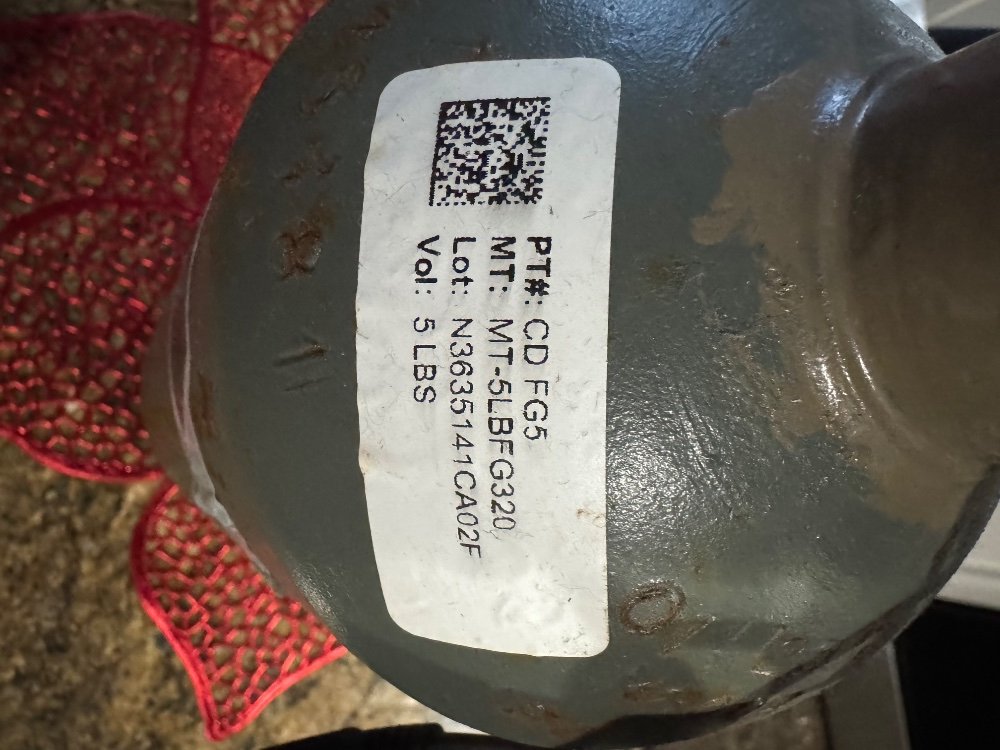 PT#: CD FG5
MT: MT-5LBFG320
Lot: N3635141CA02F
Vol: 5 LBS